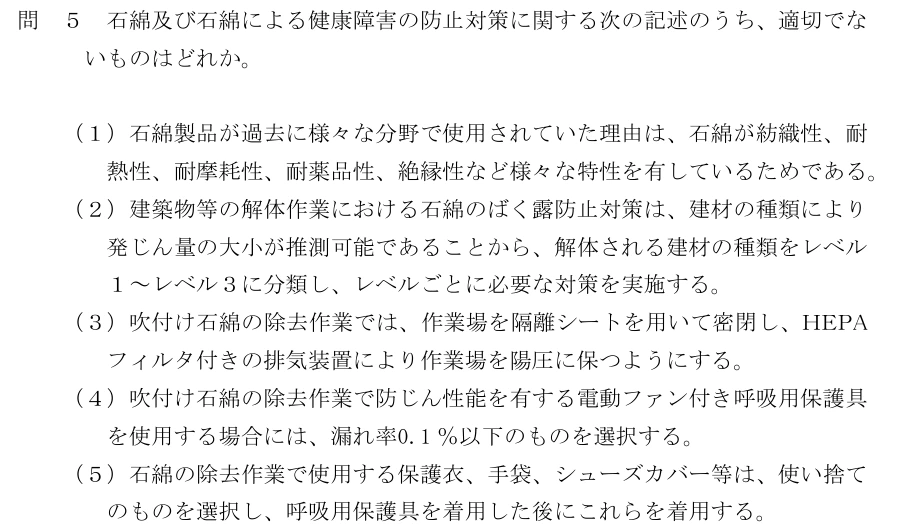 問　５　石綿及び石綿による健康障害の防止対策に関する次の記述のうち、適切でな
いものはどれか。
（１）石綿製品が過去に様々な分野で使用されていた理由は、石綿が紡織性、耐
熱性、耐摩耗性、耐薬品性、絶縁性など様々な特性を有しているためである。
（２）建築物等の解体作業における石綿のばく露防止対策は、建材の種類により
発じん量の大小が推測可能であることから、解体される建材の種類をレベル
１～レベル３に分類し、レベルごとに必要な対策を実施する。
（３）吹付け石綿の除去作業では、作業場を隔離シートを用いて密閉し、HEPA
フィルタ付きの排気装置により作業場を陽圧に保つようにする。
（４）吹付け石綿の除去作業で防じん性能を有する電動ファン付き呼吸用保護具
を使用する場合には、漏れ率0.1％以下のものを選択する。
（５）石綿の除去作業で使用する保護衣、手袋、シューズカバー等は、使い捨て
のものを選択し、呼吸用保護具を着用した後にこれらを着用する。